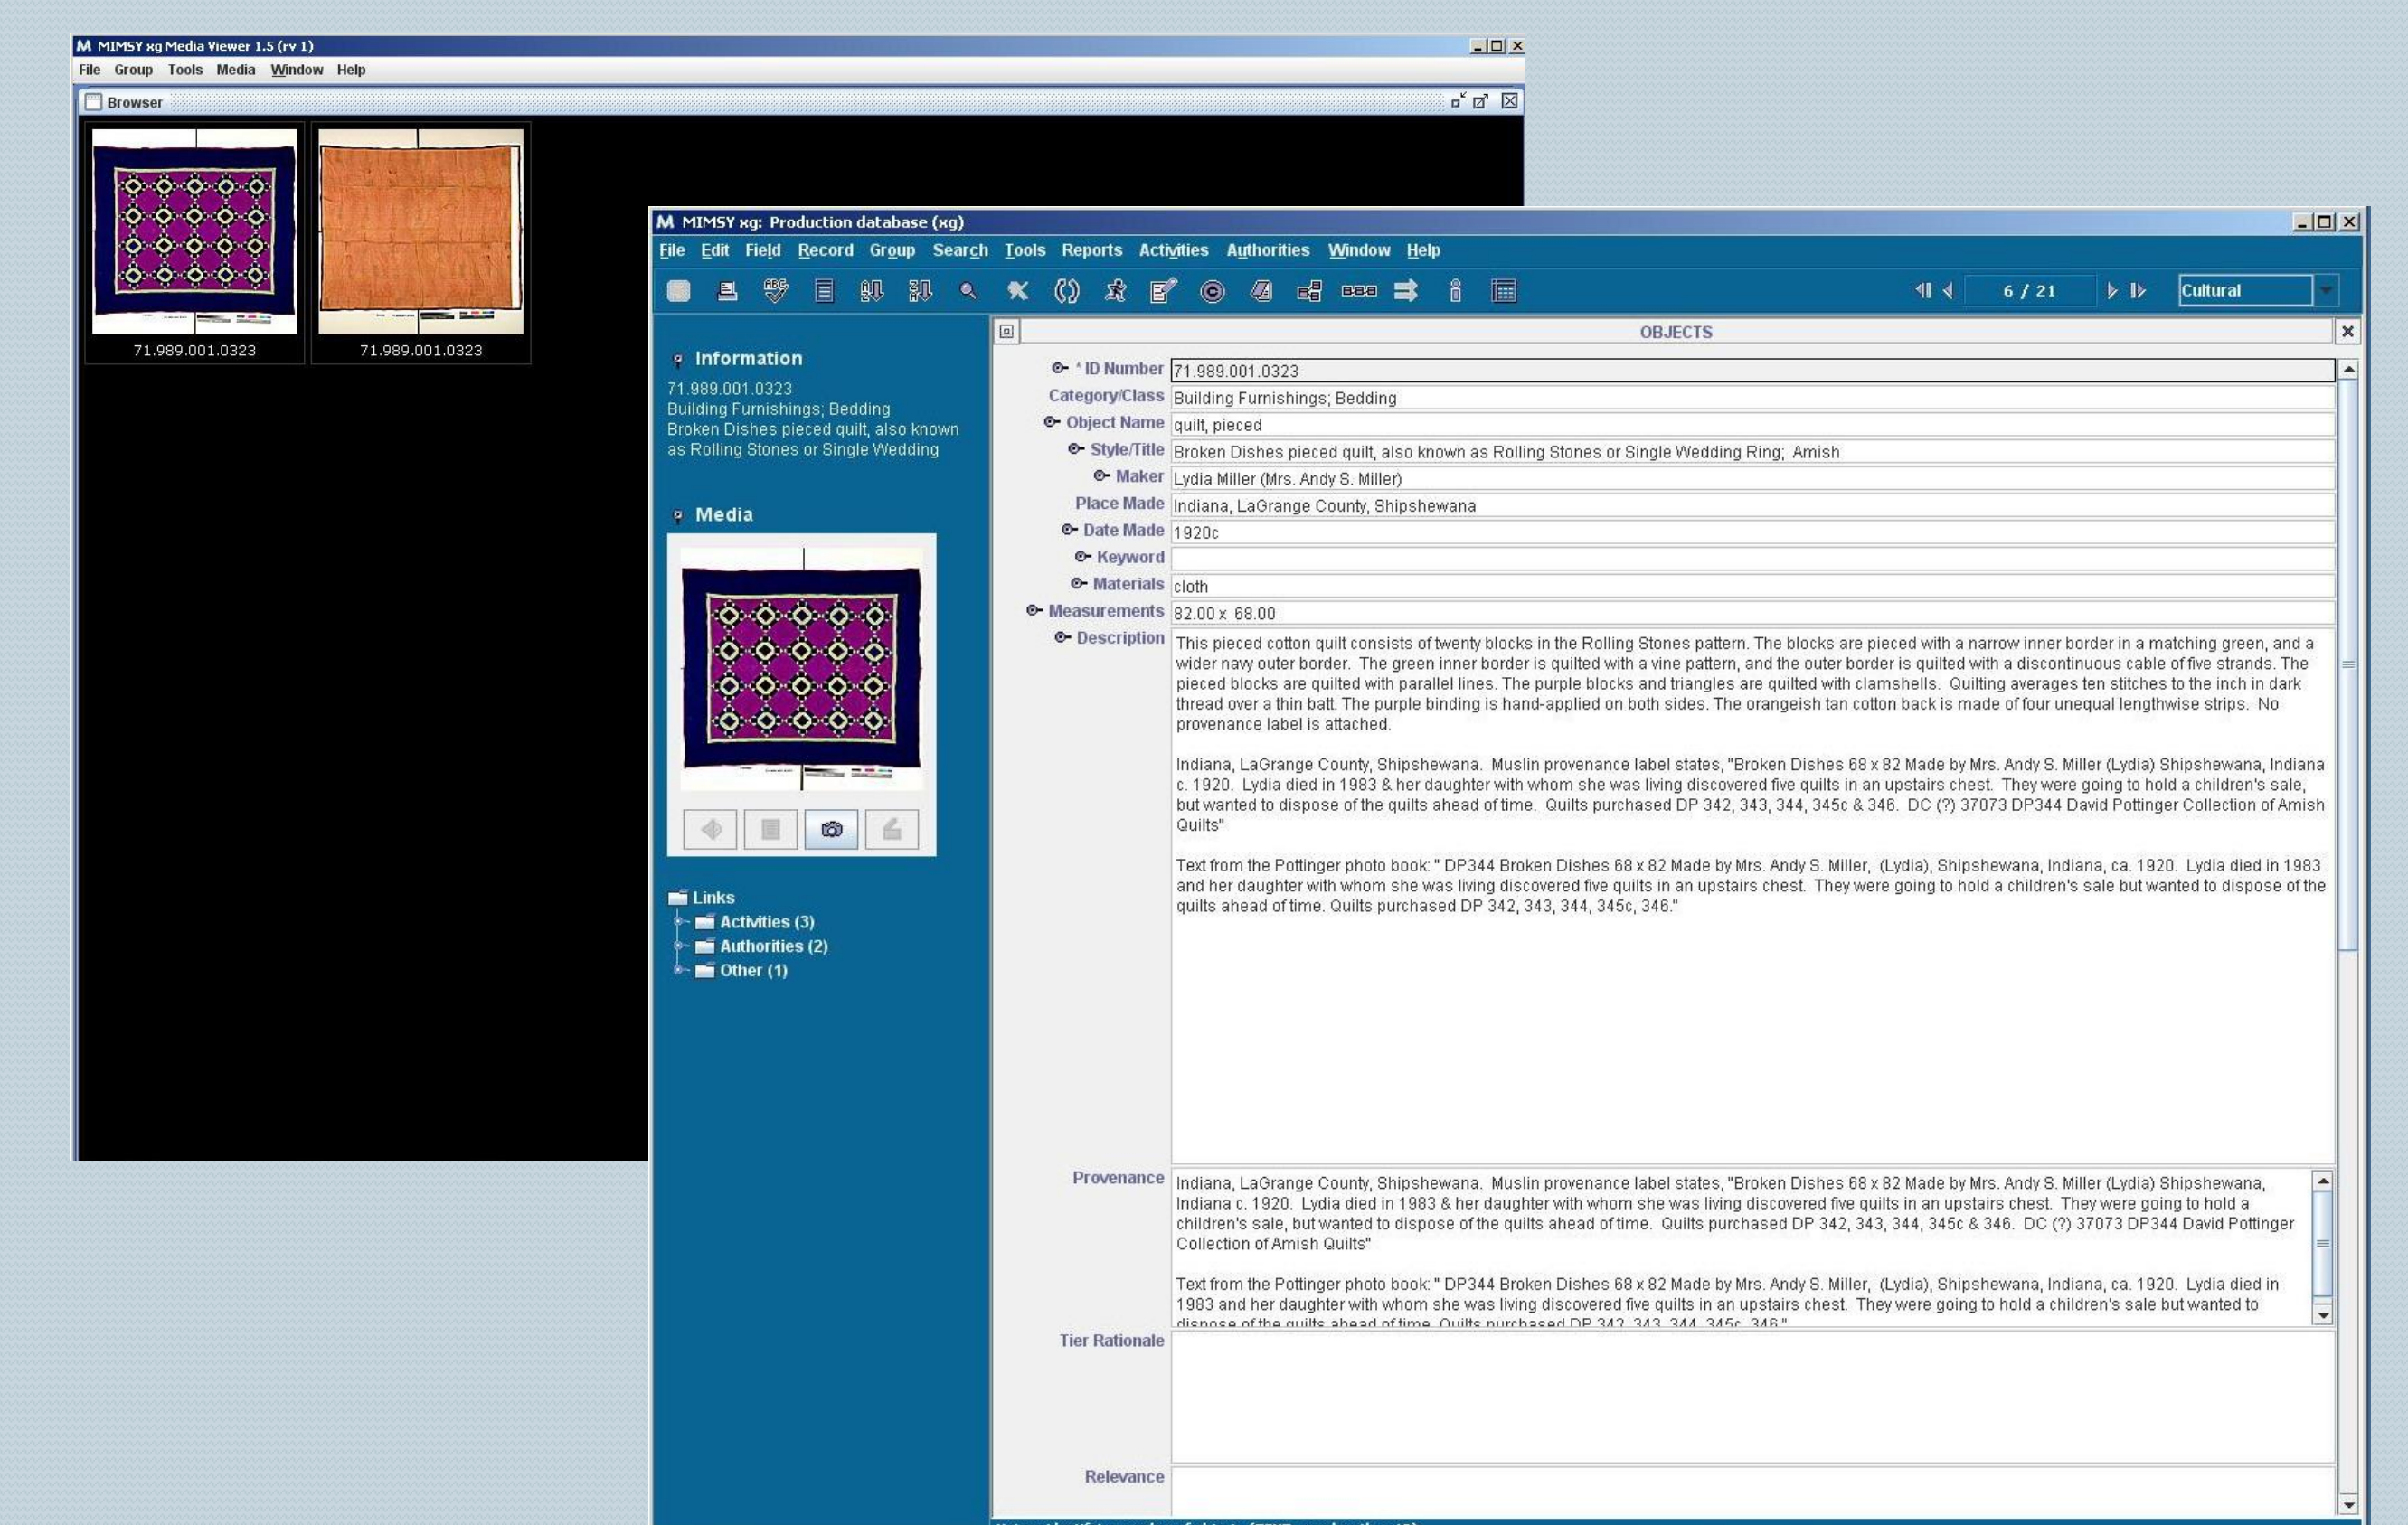 MIMSY xg Media Viewer 1.5 (rv 1)
File Group Tools Media Window Help
Browser
71.989.001.0323
71.989.001.0323
MIMSY xg: Production database (xg)
File Edit Field Record Group Search Tools Reports Activities Authorities Window Help
6 / 21
Cultural
Information
71.989.001.0323
Building Furnishings; Bedding
Broken Dishes pieced quilt, also known
as Rolling Stones or Single Wedding
Media
Links
Activities (3)
Authorities (2)
Other (1)
OBJECTS
* ID Number 71.989.001.0323
Category/Class Building Furnishings; Bedding
Object Name quilt, pieced
Style/Title Broken Dishes pieced quilt, also known as Rolling Stones or Single Wedding Ring; Amish
Maker Lydia Miller (Mrs. Andy S. Miller)
Place Made Indiana, LaGrange County, Shipshewana
Date Made 1920c
Keyword
Materials cloth
Measurements 82.00 x 68.00
Description This pieced cotton quilt consists of twenty blocks in the Rolling Stones pattern. The blocks are pieced with a narrow inner border in a matching green, and a
wider navy outer border. The green inner border is quilted with a vine pattern, and the outer border is quilted with a discontinuous cable of five strands. The
pieced blocks are quilted with parallel lines. The purple blocks and triangles are quilted with clamshells. Quilting averages ten stitches to the inch in dark
thread over a thin batt. The purple binding is hand-applied on both sides. The orangeish tan cotton back is made of four unequal lengthwise strips. No
provenance label is attached.
Indiana, LaGrange County, Shipshewana. Muslin provenance label states, "Broken Dishes 68 x 82 Made by Mrs. Andy S. Miller (Lydia) Shipshewana, Indiana
c. 1920. Lydia died in 1983 & her daughter with whom she was living discovered five quilts in an upstairs chest. They were going to hold a children's sale,
but wanted to dispose of the quilts ahead of time. Quilts purchased DP 342, 343, 344, 345c & 346. DC (?) 37073 DP344 David Pottinger Collection of Amish
Quilts"
Text from the Pottinger photo book: " DP344 Broken Dishes 68 x 82 Made by Mrs. Andy S. Miller, (Lydia), Shipshewana, Indiana, ca. 1920. Lydia died in 1983
and her daughter with whom she was living discovered five quilts in an upstairs chest. They were going to hold a children's sale but wanted to dispose of the
quilts ahead of time. Quilts purchased DP 342, 343, 344, 345c, 346."
Provenance Indiana, LaGrange County, Shipshewana. Muslin provenance label states, "Broken Dishes 68 x 82 Made by Mrs. Andy S. Miller (Lydia) Shipshewana,
Indiana c. 1920. Lydia died in 1983 & her daughter with whom she was living discovered five quilts in an upstairs chest. They were going to hold a
children's sale, but wanted to dispose of the quilts ahead of time. Quilts purchased DP 342, 343, 344, 345c & 346. DC (?) 37073 DP344 David Pottinger
Collection of Amish Quilts"
Text from the Pottinger photo book: " DP344 Broken Dishes 68 x 82 Made by Mrs. Andy S. Miller, (Lydia), Shipshewana, Indiana, ca. 1920. Lydia died in
1983 and her daughter with whom she was living discovered five quilts in an upstairs chest. They were going to hold a children's sale but wanted to
dispose of the quilts ahead of time. Quilts purchased DP 342, 343, 344, 345c, 346."
Tier Rationale
Relevance